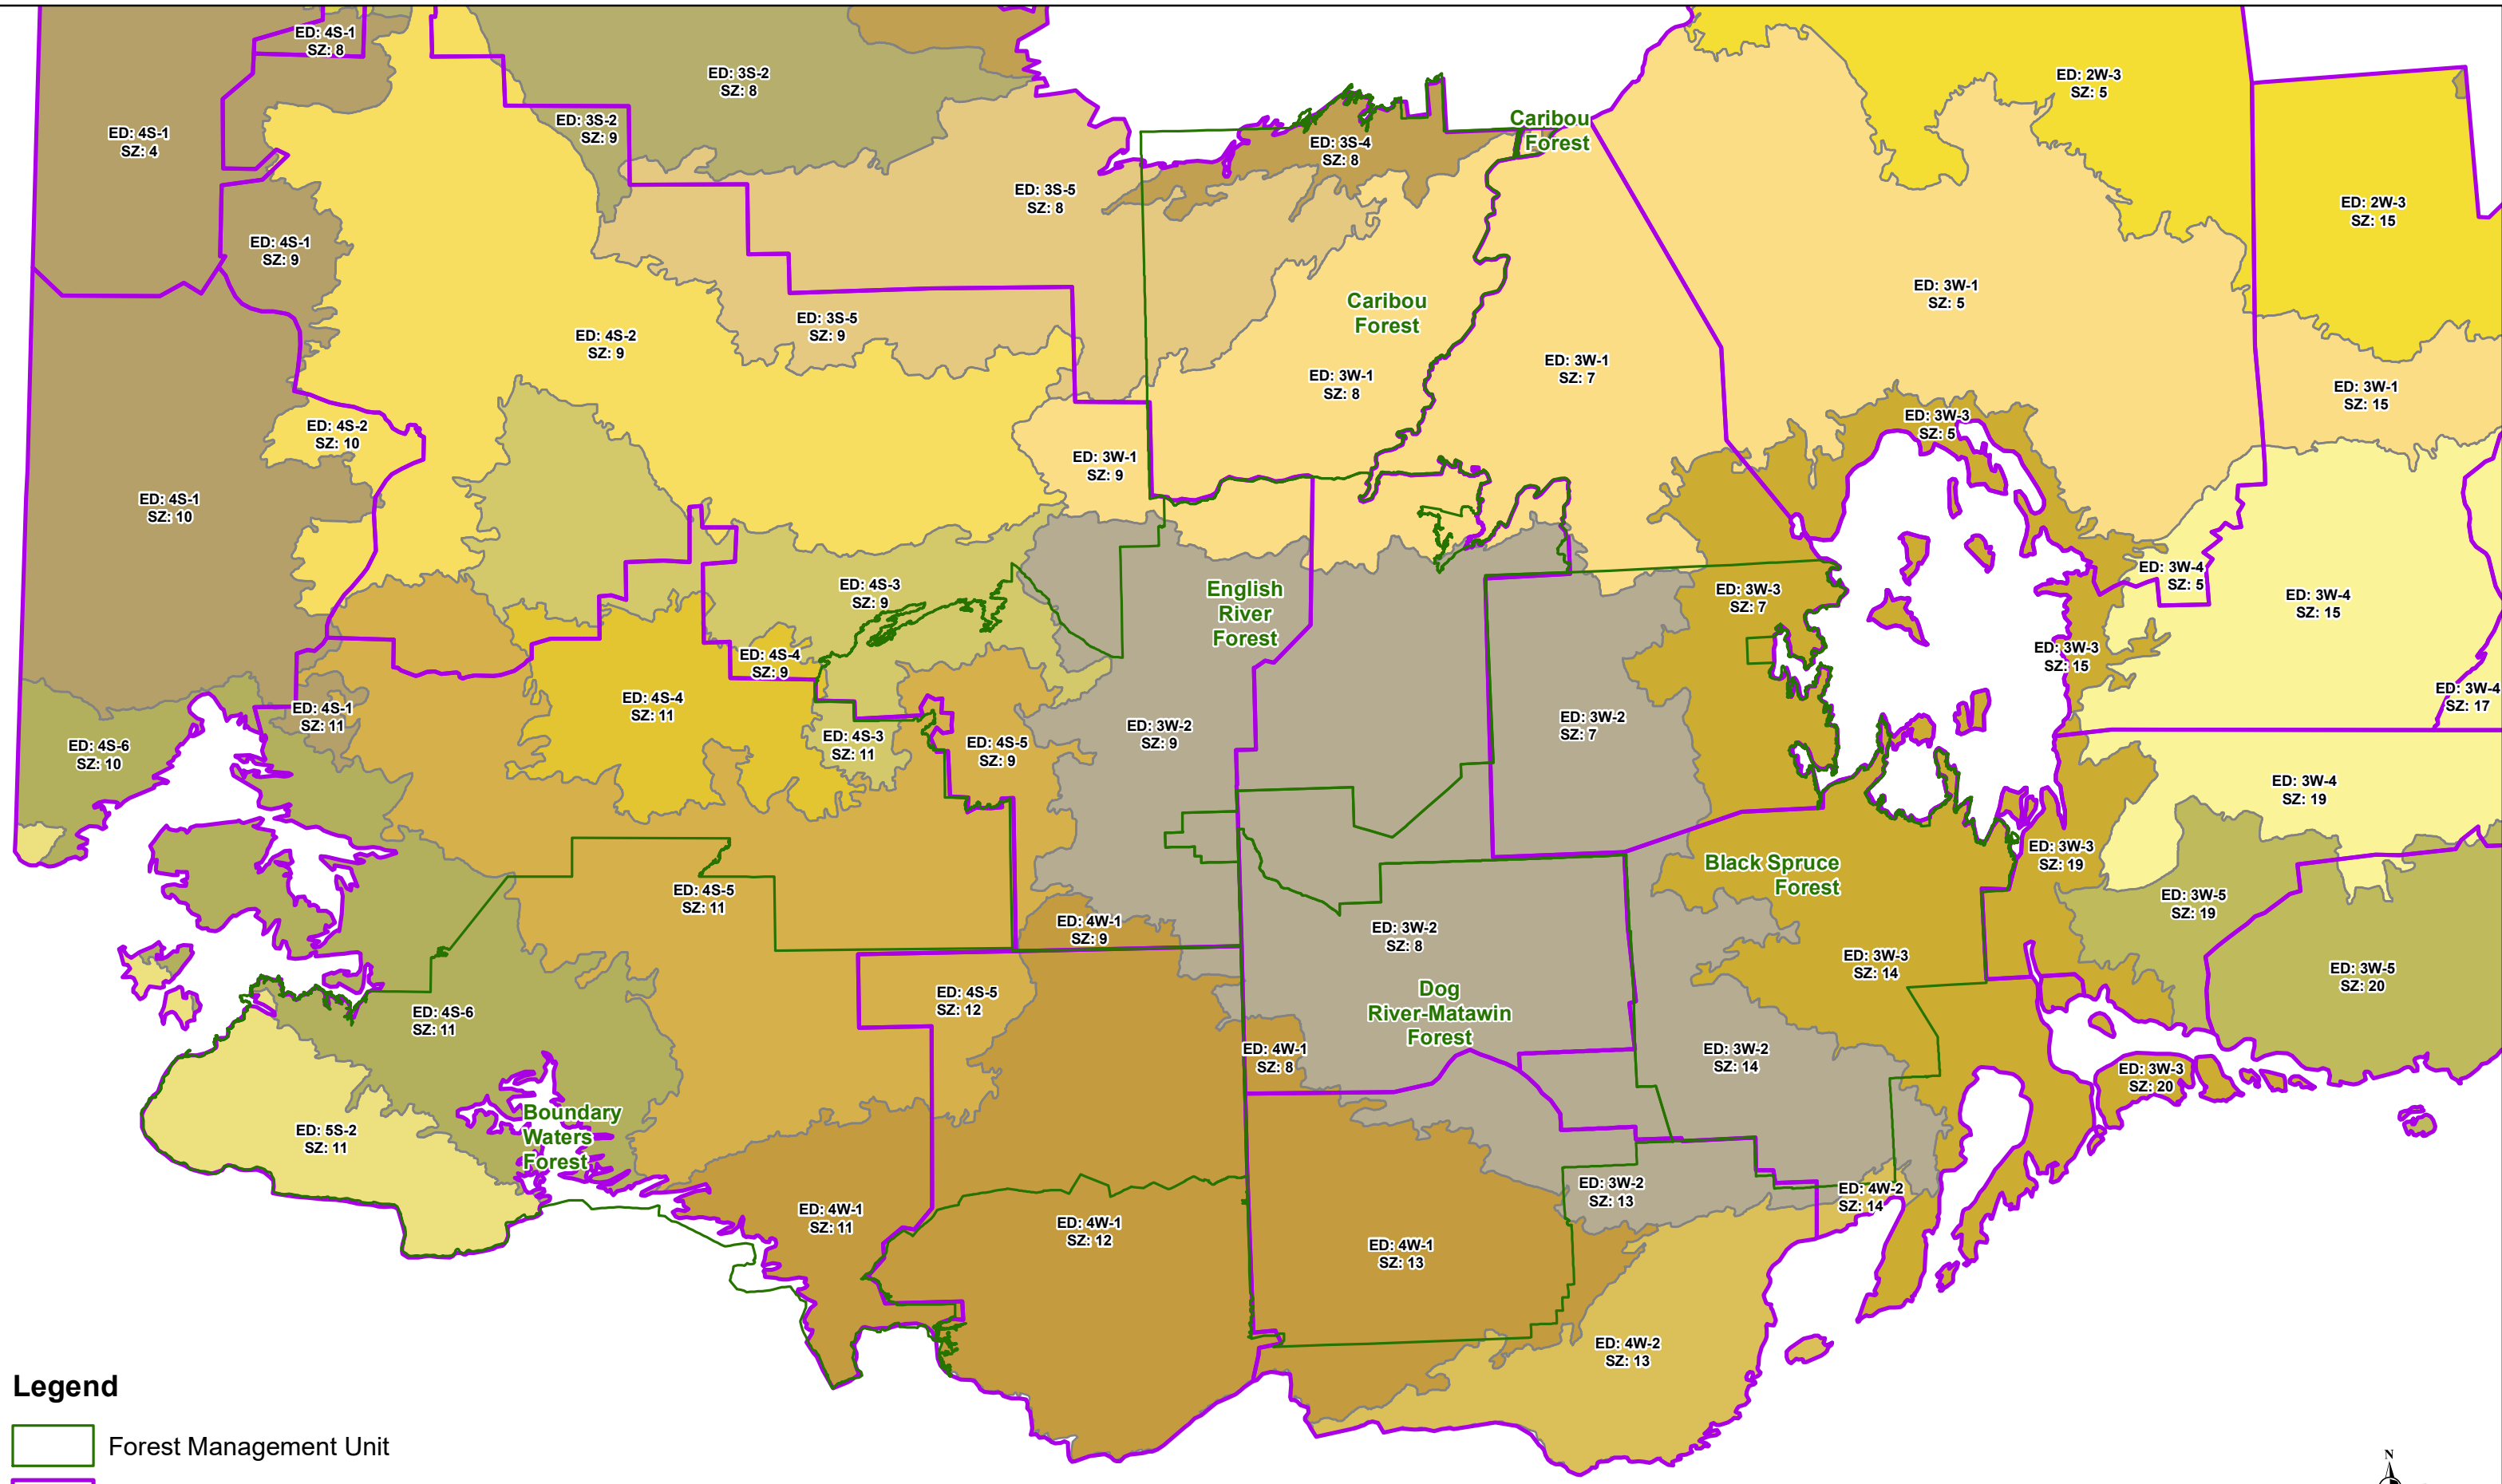 ED: 4S-1
SZ: 8
ED: 3S-2
SZ: 8
ED: 2W-3
SZ: 5
ED: 4S-1
SZ: 4
ED: 3S-2
SZ: 9
Caribou
Forest
ED: 3S-4
SZ: 8
ED: 3S-5
SZ: 8
ED: 2W-3
SZ: 15
ED: 4S-1
SZ: 9
ED: 3W-1
SZ: 5
Caribou
Forest
ED: 3S-5
SZ: 9
ED: 4S-2
SZ: 9
ED: 3W-1
SZ: 7
ED: 3W-1
SZ: 8
ED: 3W-1
SZ: 15
ED: 3W-3
SZ: 5
ED: 4S-2
SZ: 10
ED: 3W-1
SZ: 9
ED: 4S-1
SZ: 10
ED: 3W-4
SZ: 5
ED: 4S-3
SZ: 9
English
River
Forest
ED: 3W-3
SZ: 7
ED: 3W-4
SZ: 15
ED: 4S-4
SZ: 9
ED: 3W-3
SZ: 15
ED: 3W-4
SZ: 17
ED: 4S-4
SZ: 11
ED: 4S-1
SZ: 11
ED: 3W-2
SZ: 7
ED: 3W-2
SZ: 9
ED: 4S-3
SZ: 11
ED: 4S-5
SZ: 9
ED: 4S-6
SZ: 10
ED: 3W-4
SZ: 19
ED: 3W-3
SZ: 19
Black Spruce
Forest
ED: 4S-5
SZ: 11
ED: 3W-5
SZ: 19
ED: 4W-1
SZ: 9
ED: 3W-2
SZ: 8
ED: 3W-3
SZ: 14
ED: 3W-5
SZ: 20
ED: 4S-5
SZ: 12
Dog
River-Matawin
Forest
ED: 4S-6
SZ: 11
ED: 4W-1
SZ: 8
ED: 3W-2
SZ: 14
ED: 3W-3
SZ: 20
Boundary
Waters
Forest
ED: 5S-2
SZ: 11
ED: 3W-2
SZ: 13
ED: 4W-2
SZ: 14
ED: 4W-1
SZ: 11
ED: 4W-1
SZ: 12
ED: 4W-1
SZ: 13
ED: 4W-2
SZ: 13
Legend
Forest Management Unit
N